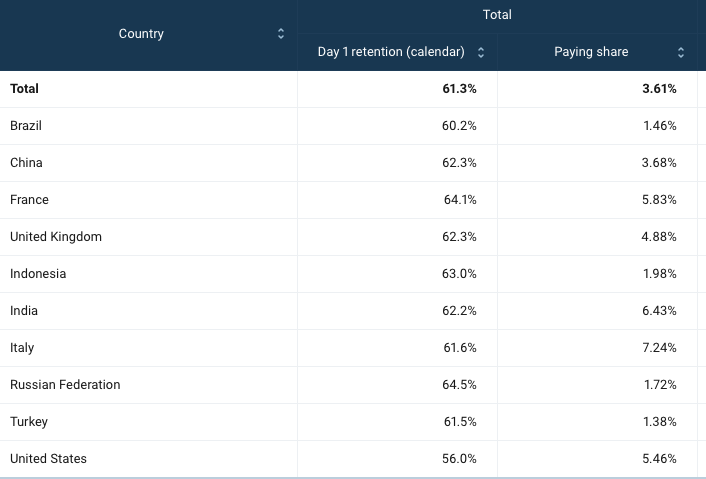 Total
Country
Day 1 retention (calendar) Paying share
Total 61.3% 3.61%
Brazil 60.2% 1.46%
China 62.3% 3.68%
France 64.1% 5.83%
United Kingdom 62.3% 4.88%
Indonesia 63.0% 1.98%
India 62.2% 6.43%
Italy 61.6% 7.24%
Russian Federation 64.5% 1.72%
Turkey 61.5% 1.38%
United States 56.0% 5.46%